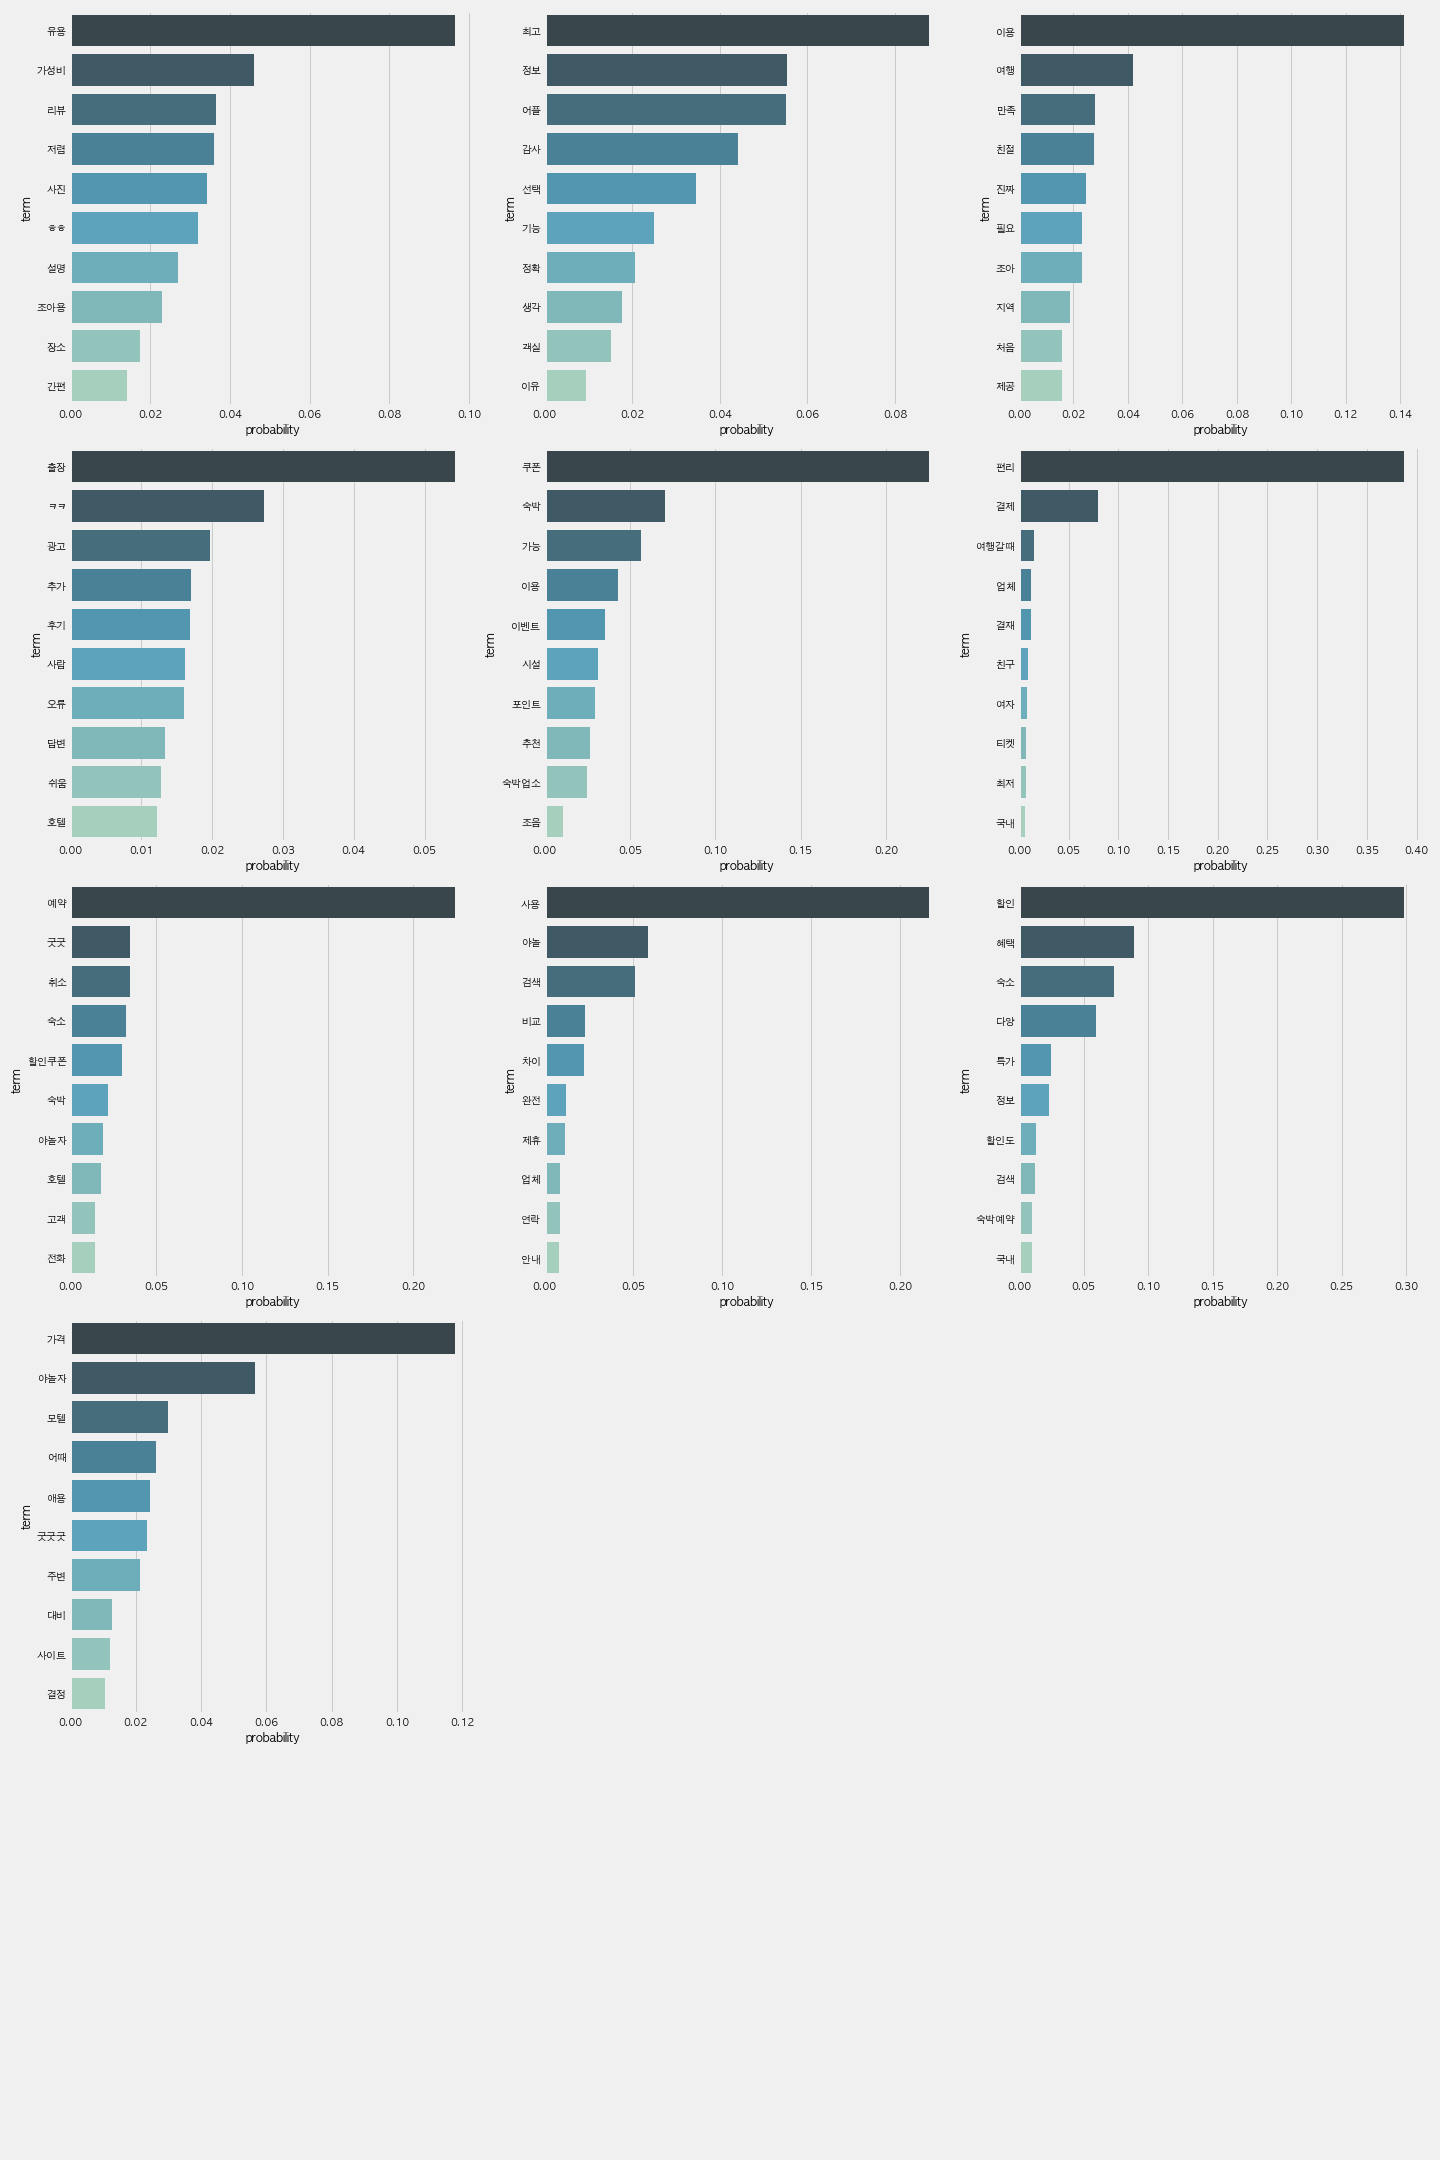 term
유용
가성비
리뷰
저렴
사진
ㅎㅎ
설명
조아용
장소
간편
0.00 0.02 0.04 0.06 0.08 0.10
probability
term
최고
정보
어플
감사
선택
기능
정확
생각
객실
이유
0.00 0.02 0.04 0.06 0.08
probability
term
이용
여행
만족
친절
진짜
필요
조아
지역
처음
제공
0.00 0.02 0.04 0.06 0.08 0.10 0.12 0.14
probability
term
출장
ㅋㅋ
광고
추가
후기
사람
오류
답변
쉬움
호텔
0.00 0.01 0.02 0.03 0.04 0.05
probability
term
쿠폰
숙박
가능
이용
이벤트
시설
포인트
추천
숙박업소
조음
0.00 0.05 0.10 0.15 0.20
probability
term
편리
결제
여행갈때
업체
결재
친구
여자
티켓
최저
국내
0.00 0.05 0.10 0.15 0.20 0.25 0.30 0.35 0.40
probability
term
예약
굿굿
취소
숙소
할인쿠폰
숙박
야놀자
호텔
고객
전화
0.00 0.05 0.10 0.15 0.20
probability
term
사용
야놀
검색
비교
차이
완전
제휴
업체
연락
안내
0.00 0.05 0.10 0.15 0.20
probability
term
할인
혜택
숙소
다양
특가
정보
할인도
검색
숙박예약
국내
0.00 0.05 0.10 0.15 0.20 0.25 0.30
probability
term
가격
야놀자
모텔
어때
애용
굿굿굿
주변
대비
사이트
결정
0.00 0.02 0.04 0.06 0.08 0.10 0.12
probability